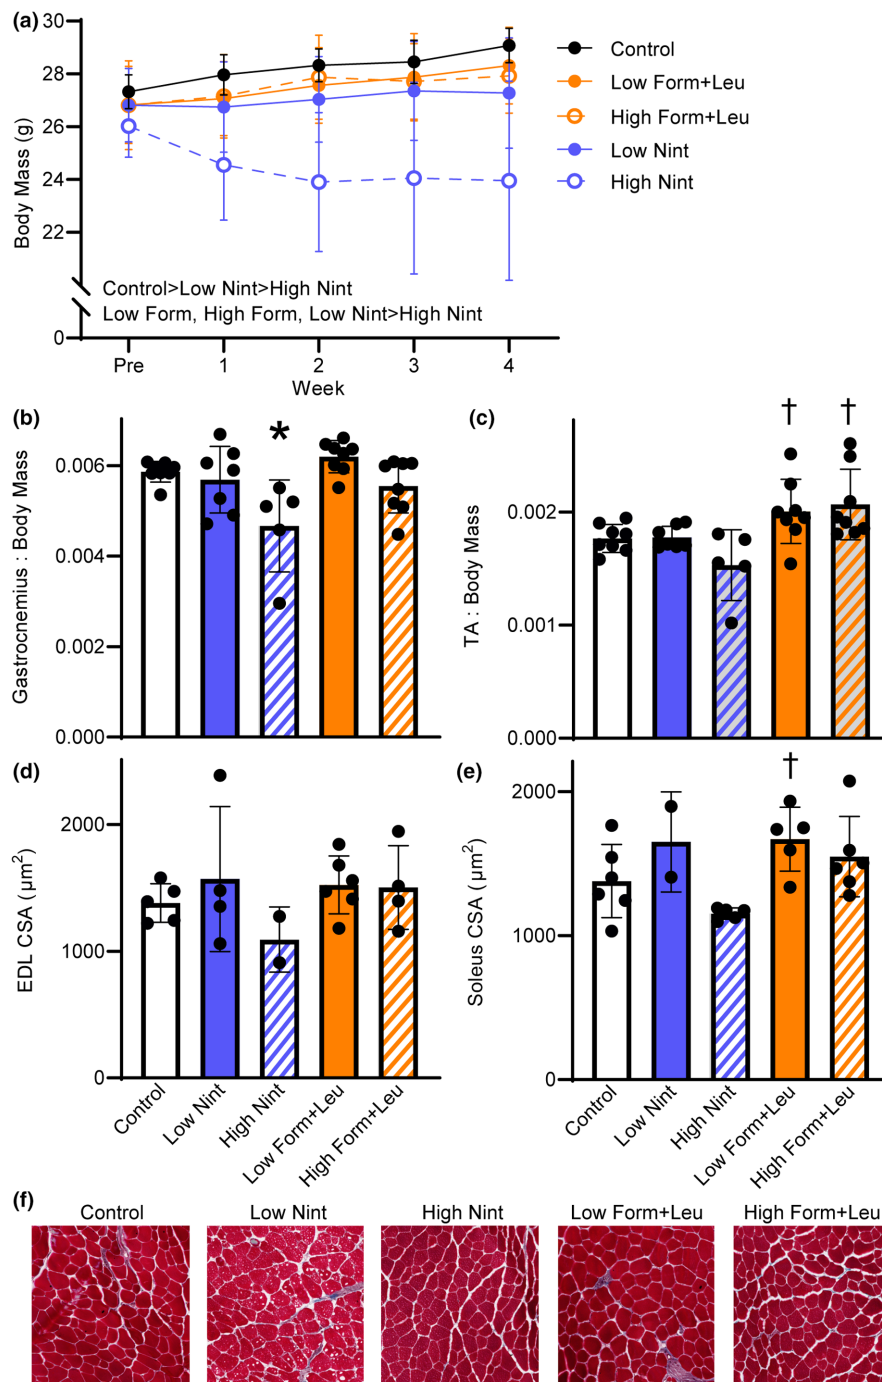 (a)
30
28
26
24
22
0
Body Mass (g)
Control
Low Form+Leu
High Form+Leu
Low Nint
High Nint
Control>Low Nint>High Nint
Low Form, High Form, Low Nint>High Nint
Pre 1 2 3 4
Week
(b)
*
0.006
0.004
0.002
0.000
Gastrocnemius : Body Mass
(c)
† †
0.002
0.001
0.000
TA : Body Mass
(d)
2000
1000
0
EDL CSA (µm²)
Control
Low Nint
High Nint
Low Form+Leu
High Form+Leu
(e)
†
2000
1000
0
Soleus CSA (µm²)
Control
Low Nint
High Nint
Low Form+Leu
High Form+Leu
(f)
Control Low Nint High Nint Low Form+Leu High Form+Leu